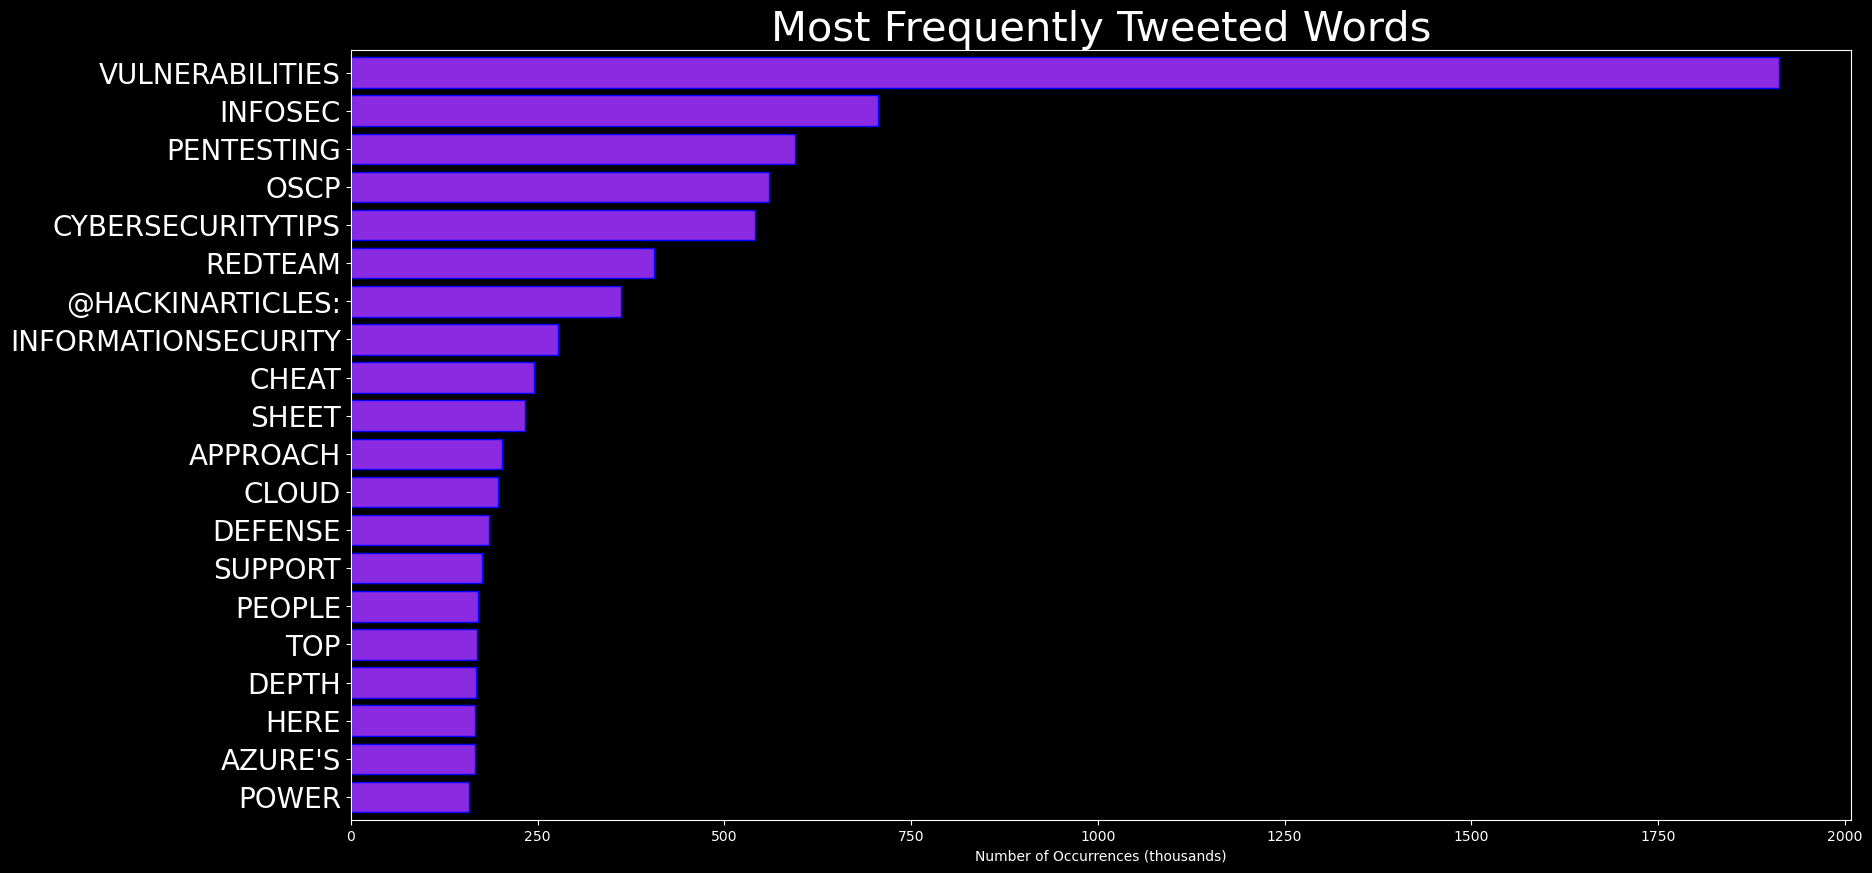 Most Frequently Tweeted Words
VULNERABILITIES
INFOSEC
PENTESTING
OSCP
CYBERSECURITYTIPS
REDTEAM
@HACKINARTICLES:
INFORMATIONSECURITY
CHEAT
SHEET
APPROACH
CLOUD
DEFENSE
SUPPORT
PEOPLE
TOP
DEPTH
HERE
AZURE'S
POWER
0 250 500 750 1000 1250 1500 1750 2000
Number of Occurrences (thousands)